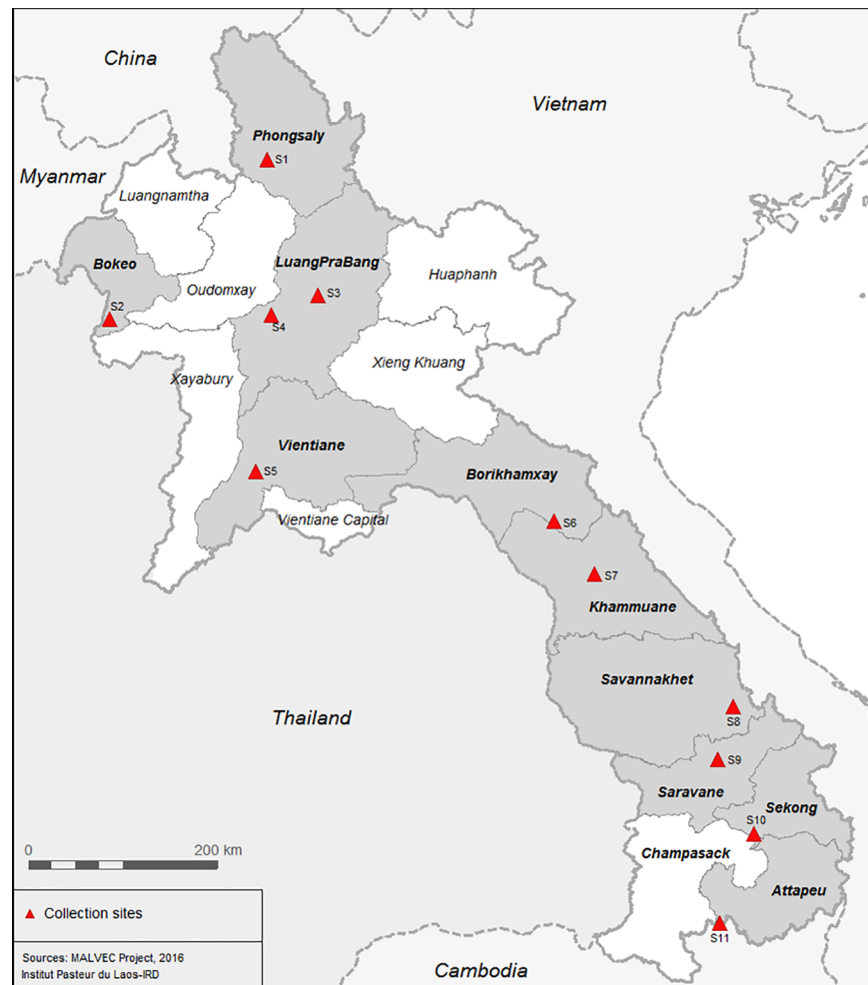 China
Vietnam
Phongsaly
S1
Myanmar
Luangnamtha
Bokeo
LuangPraBang
Huaphanh
Oudomxay
S3
S2
S4
Xieng Khuang
Xayabury
Vientiane
S5
Borikhamxay
Vientiane Capital
S6
S7
Khammuane
Savannakhet
Thailand
S8
S9
Saravane
Sekong
S10
0
200 km
Champasack
Attapeu
Collection sites
S11
Sources: MALVEC Project, 2016
Institut Pasteur du Laos-IRD
Cambodia